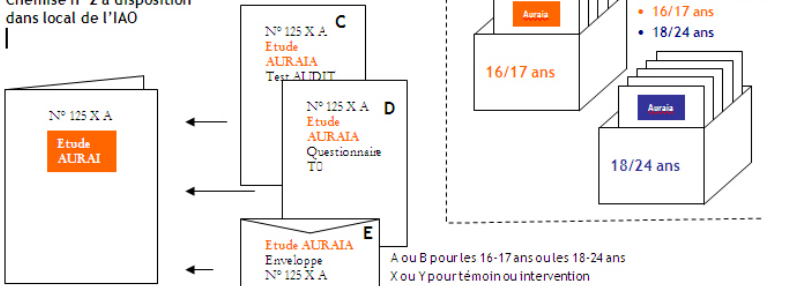 Chemise n° 2 à disposition
dans local de l'IAO
N° 125 X A
Etude
AURAI
N° 125 X A
C
Etude
AURAIA
Test AUDIT
N° 125 X A
D
Etude
AURAIA
Questionnaire
E
Etude AURAIA
Enveloppe
N° 125 X A
Auraia
16/17 ans
• 16/17 ans
• 18/24 ans
Auraia
18/24 ans
A ou B pour les 16-17 ans ou les 18-24 ans
X ou Y pour témoin ou intervention